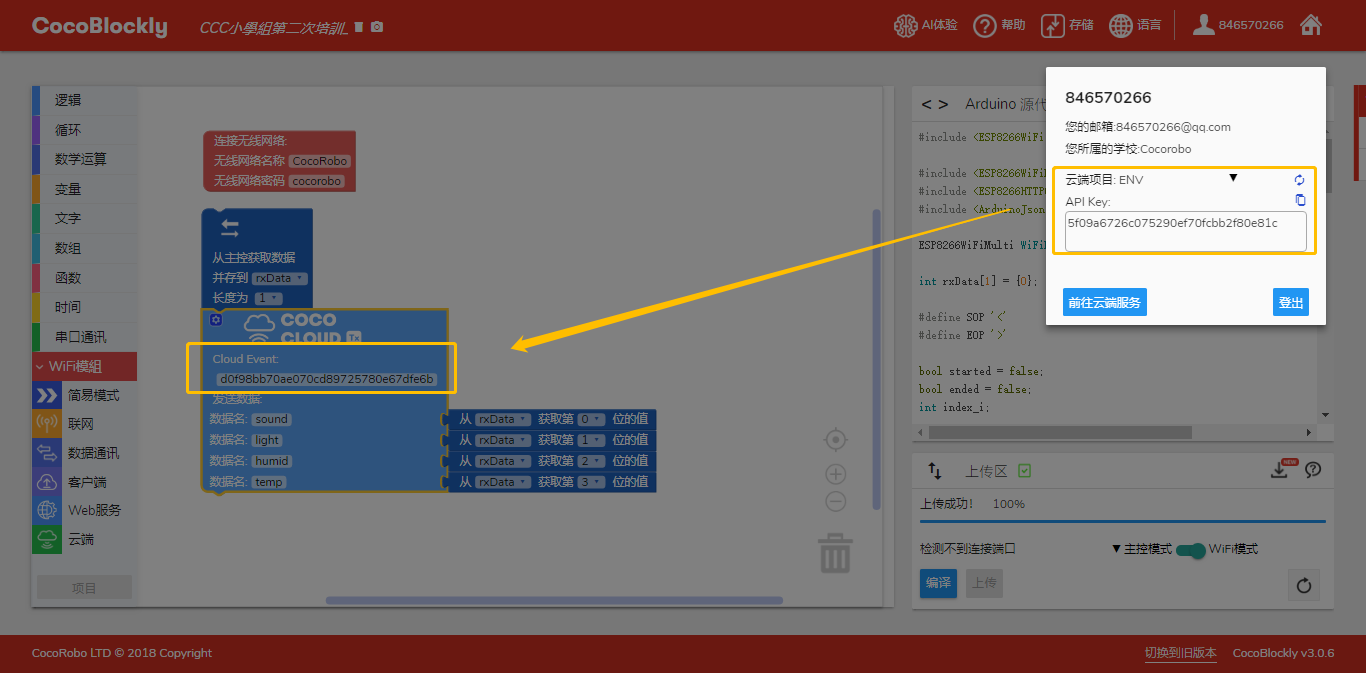 CocoBlockly
CCC小學組第二次培訓_
AI体验
帮助
存储
语言
846570266
逻辑
循环
数学运算
变量
文字
数组
函数
时间
串口通讯
WiFi模组
简易模式
联网
数据通讯
客户端
Web服务
云端
项目
连接无线网络:
无线网络名称 CocoRobo
无线网络密码 cocorobo
从主控获取数据
并存到 rxData
长度为 1
COCO
CLOUD Tx
Cloud Event:
d0f98bb70ae070cd89725780e67dfe6b
发送数据:
数据名: sound 从 rxData 获取第 0 位的值
数据名: light 从 rxData 获取第 1 位的值
数据名: humid 从 rxData 获取第 2 位的值
数据名: temp 从 rxData 获取第 3 位的值
< > Arduino 源代
#include <ESP8266WiFi
#include <ESP8266WiFi
#include <ESP8266HTTP
#include <ArduinoJson
ESP8266WiFiMulti WiFi
int rxData[1] = {0};
#define SOP '<'
#define EOP '>'
bool started = false;
bool ended = false;
int index_i;
846570266
您的邮箱:846570266@qq.com
您所属的学校:Cocorobo
云端项目: ENV
API Key:
5f09a6726c075290ef70fcbb2f80e81c
前往云端服务
登出
上传区
NEW
上传成功! 100%
检测不到连接端口
主控模式
WiFi模式
编译
上传
CocoRobo LTD © 2018 Copyright
切换到旧版本
CocoBlockly v3.0.6